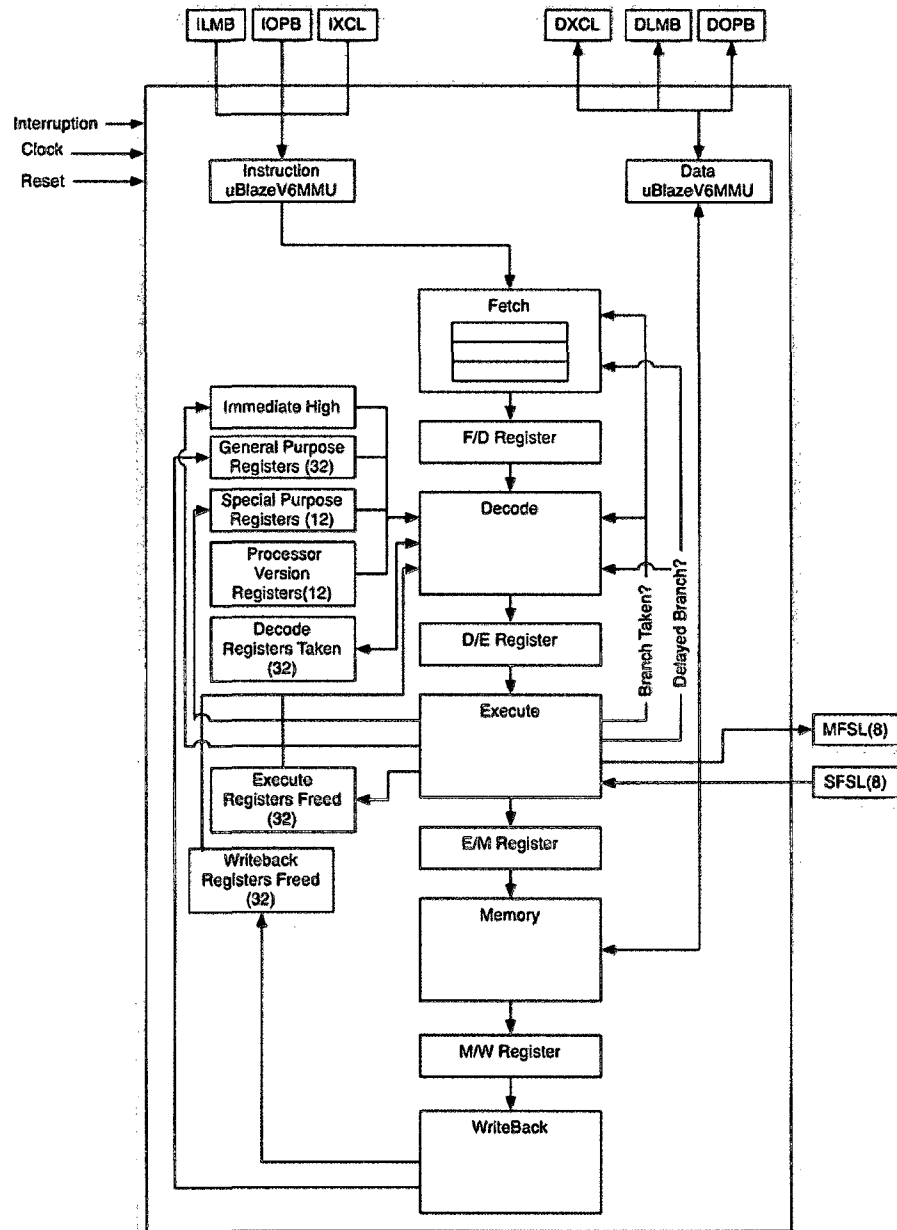 ILMB
IOPB
IXCL
DXCL
DLMB
DOPB
Interruption
Clock
Reset
Instruction
uBlazeV6MMU
Data
uBlazeV6MMU
Fetch
Immediate High
F/D Register
General Purpose
Registers (32)
Special Purpose
Registers (12)
Decode
Processor
Version
Registers(12)
Decode
Registers Taken
(32)
D/E Register
Branch Taken?
Delayed Branch?
Execute
MFSL(8)
SFSL(8)
Execute
Registers Freed
(32)
E/M Register
Writeback
Registers Freed
(32)
Memory
M/W Register
WriteBack